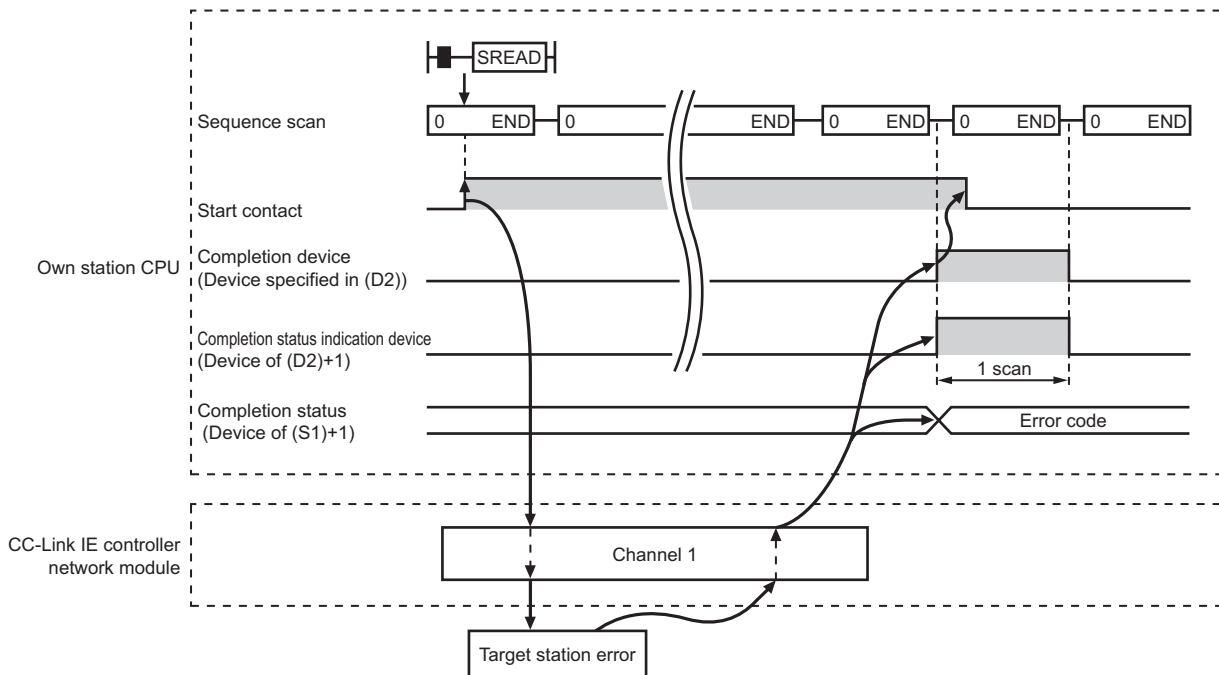 SREAD
Sequence scan
0 END 0 END 0 END 0 END 0 END
Start contact
Own station CPU
Completion device
(Device specified in (D2))
Completion status indication device
(Device of (D2)+1)
1 scan
Completion status
(Device of (S1)+1)
Error code
CC-Link IE controller
network module
Channel 1
Target station error